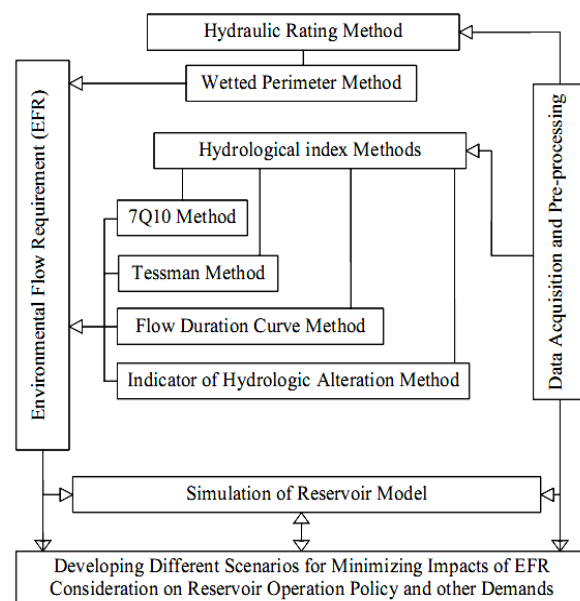 Hydraulic Rating Method
Wetted Perimeter Method
Environmental Flow Requirement (EFR)
Data Acquisition and Pre-processing
Hydrological index Methods
7Q10 Method
Tessman Method
Flow Duration Curve Method
Indicator of Hydrologic Alteration Method
Simulation of Reservoir Model
Developing Different Scenarios for Minimizing Impacts of EFR
Consideration on Reservoir Operation Policy and other Demands